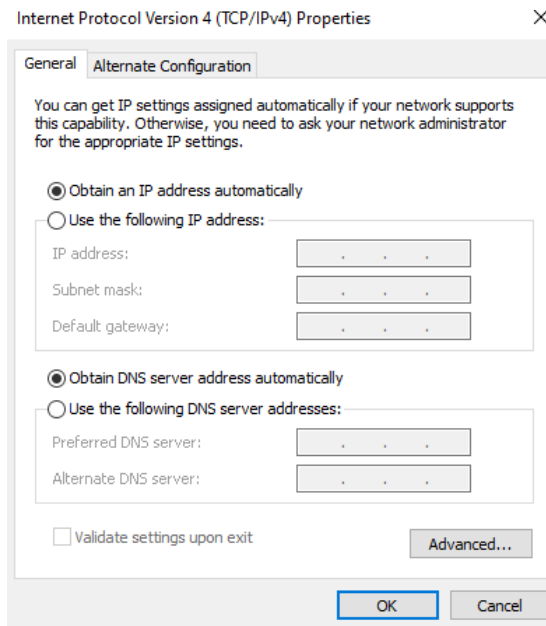 Internet Protocol Version 4 (TCP/IPv4) Properties
General
Alternate Configuration
You can get IP settings assigned automatically if your network supports
this capability. Otherwise, you need to ask your network administrator
for the appropriate IP settings.
Obtain an IP address automatically
Use the following IP address:
IP address:
Subnet mask:
Default gateway:
Obtain DNS server address automatically
Use the following DNS server addresses:
Preferred DNS server:
Alternate DNS server:
Validate settings upon exit
Advanced...
OK
Cancel